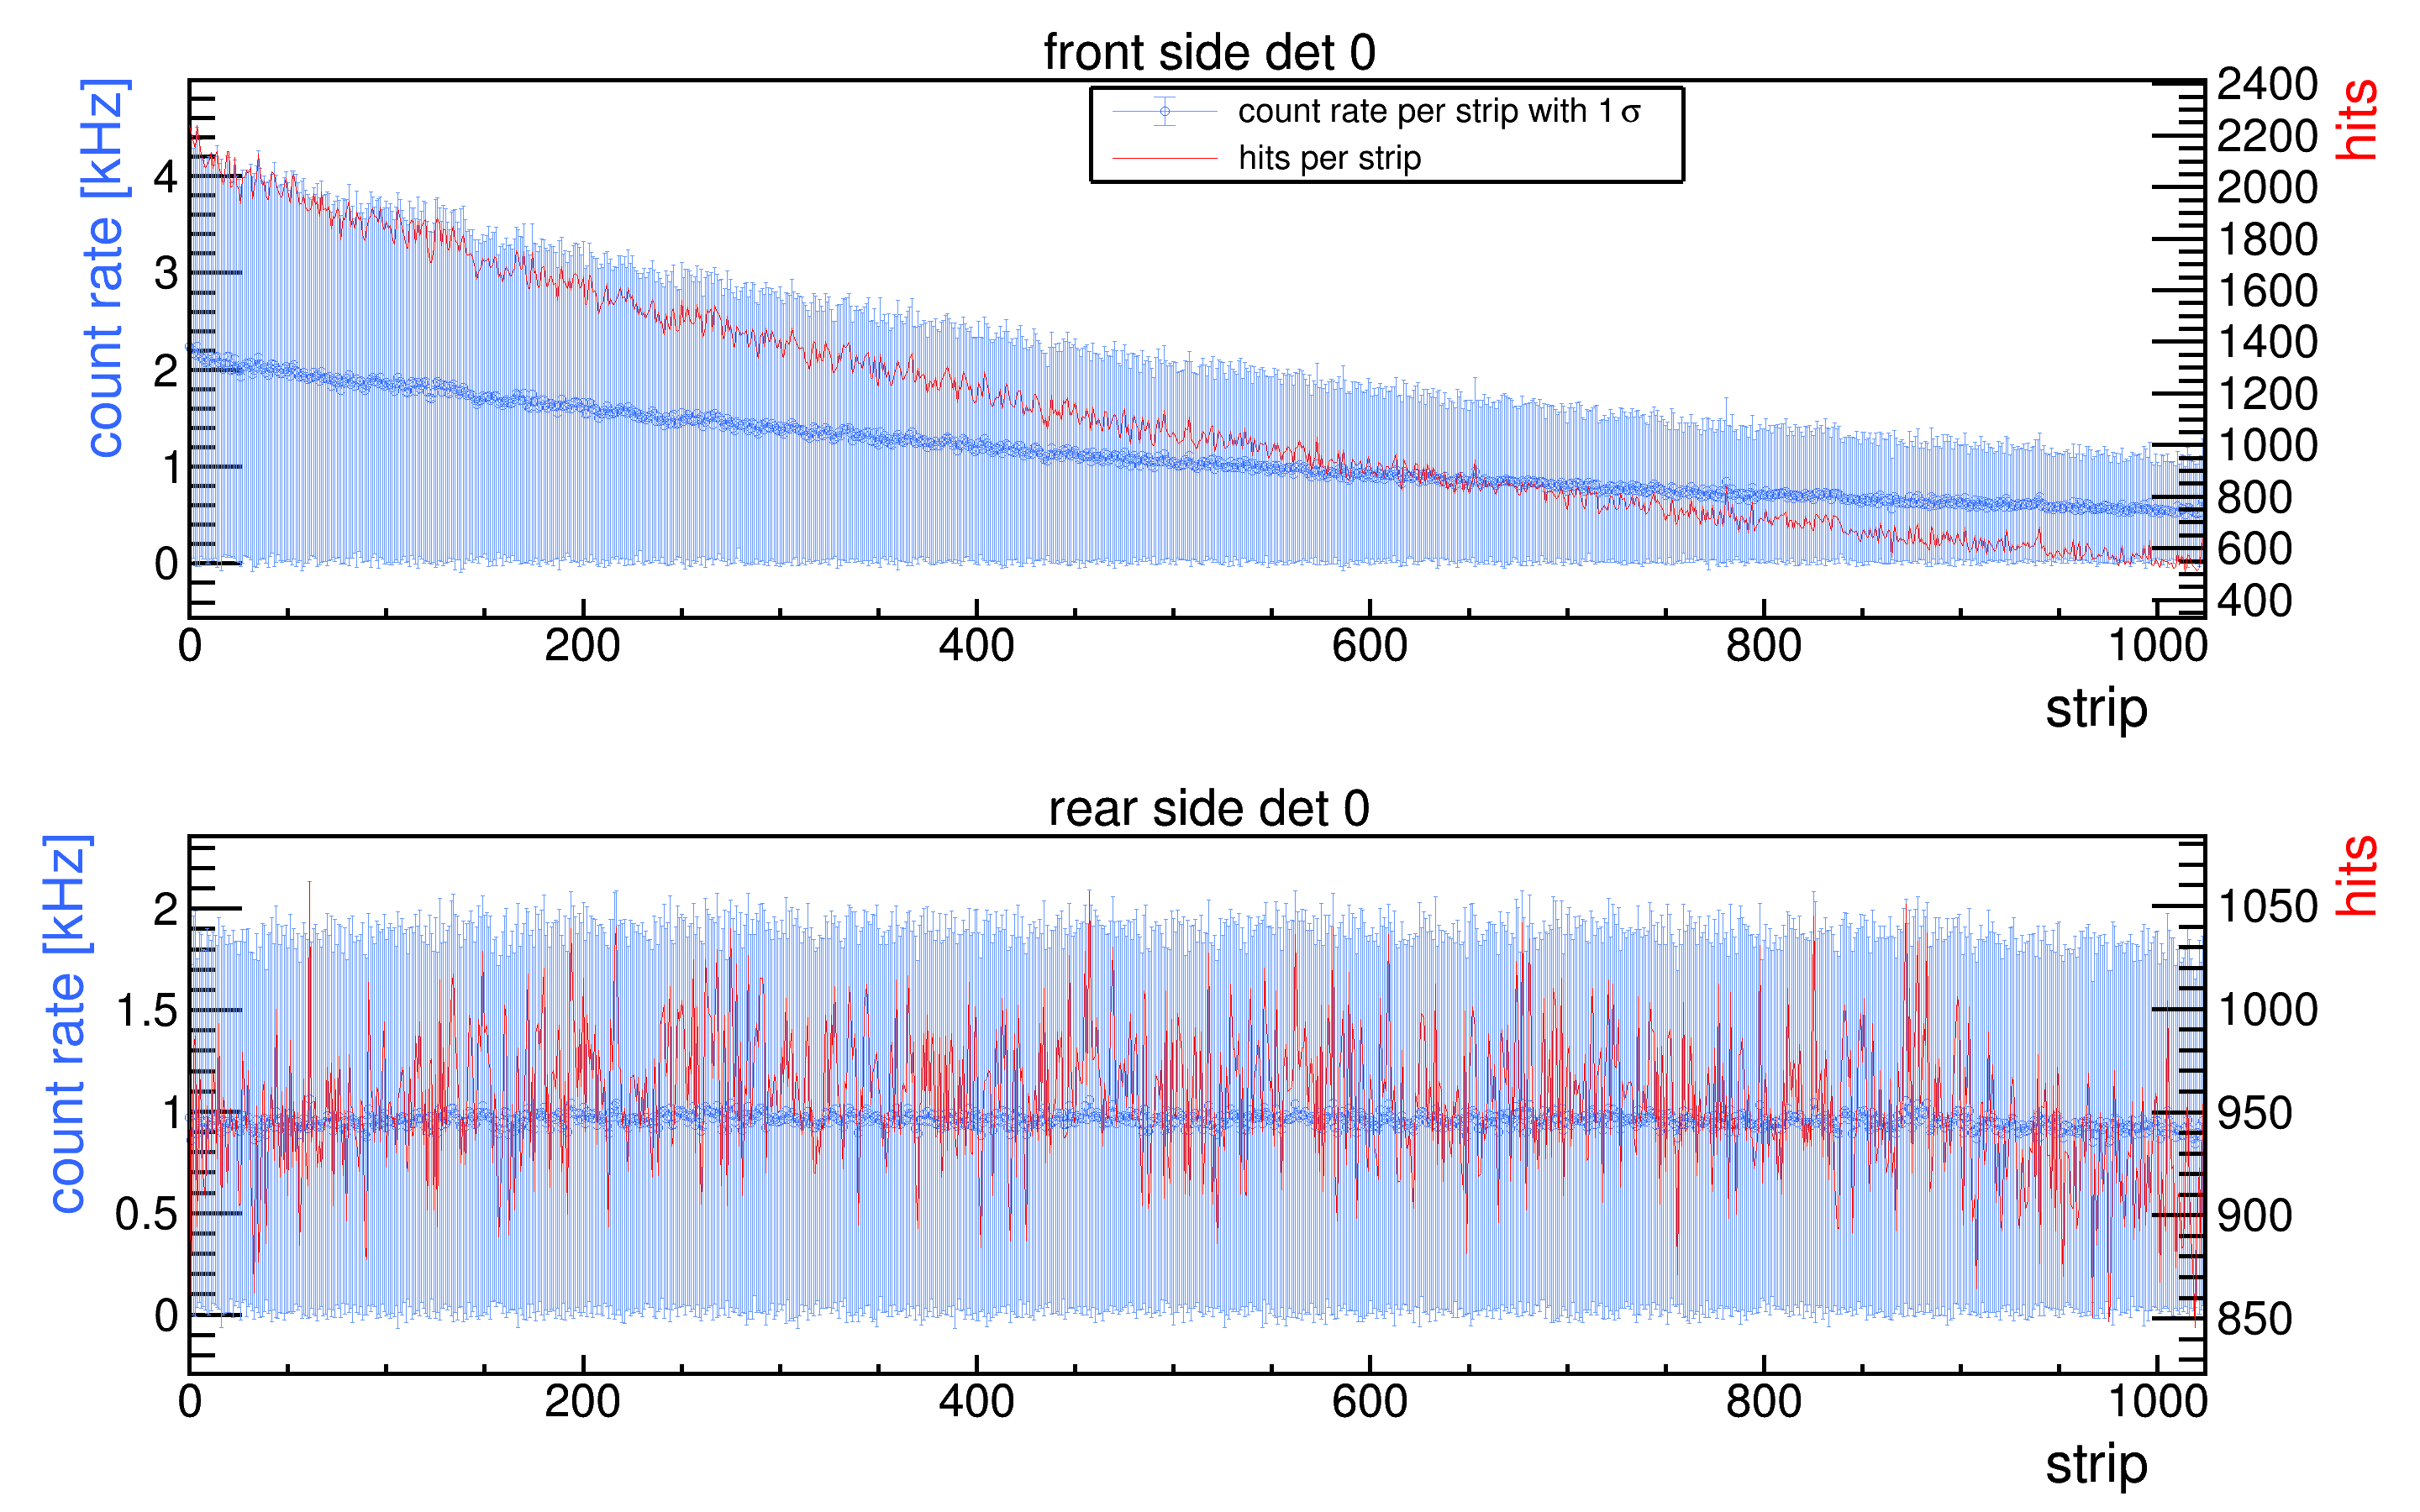 front side det 0
count rate [kHz]
hits
count rate per strip with 1 σ
hits per strip
4
3
2
1
0
2400
2200
2000
1800
1600
1400
1200
1000
800
600
400
0 200 400 600 800 1000
strip
rear side det 0
count rate [kHz]
hits
2
1.5
1
0.5
0
1050
1000
950
900
850
0 200 400 600 800 1000
strip